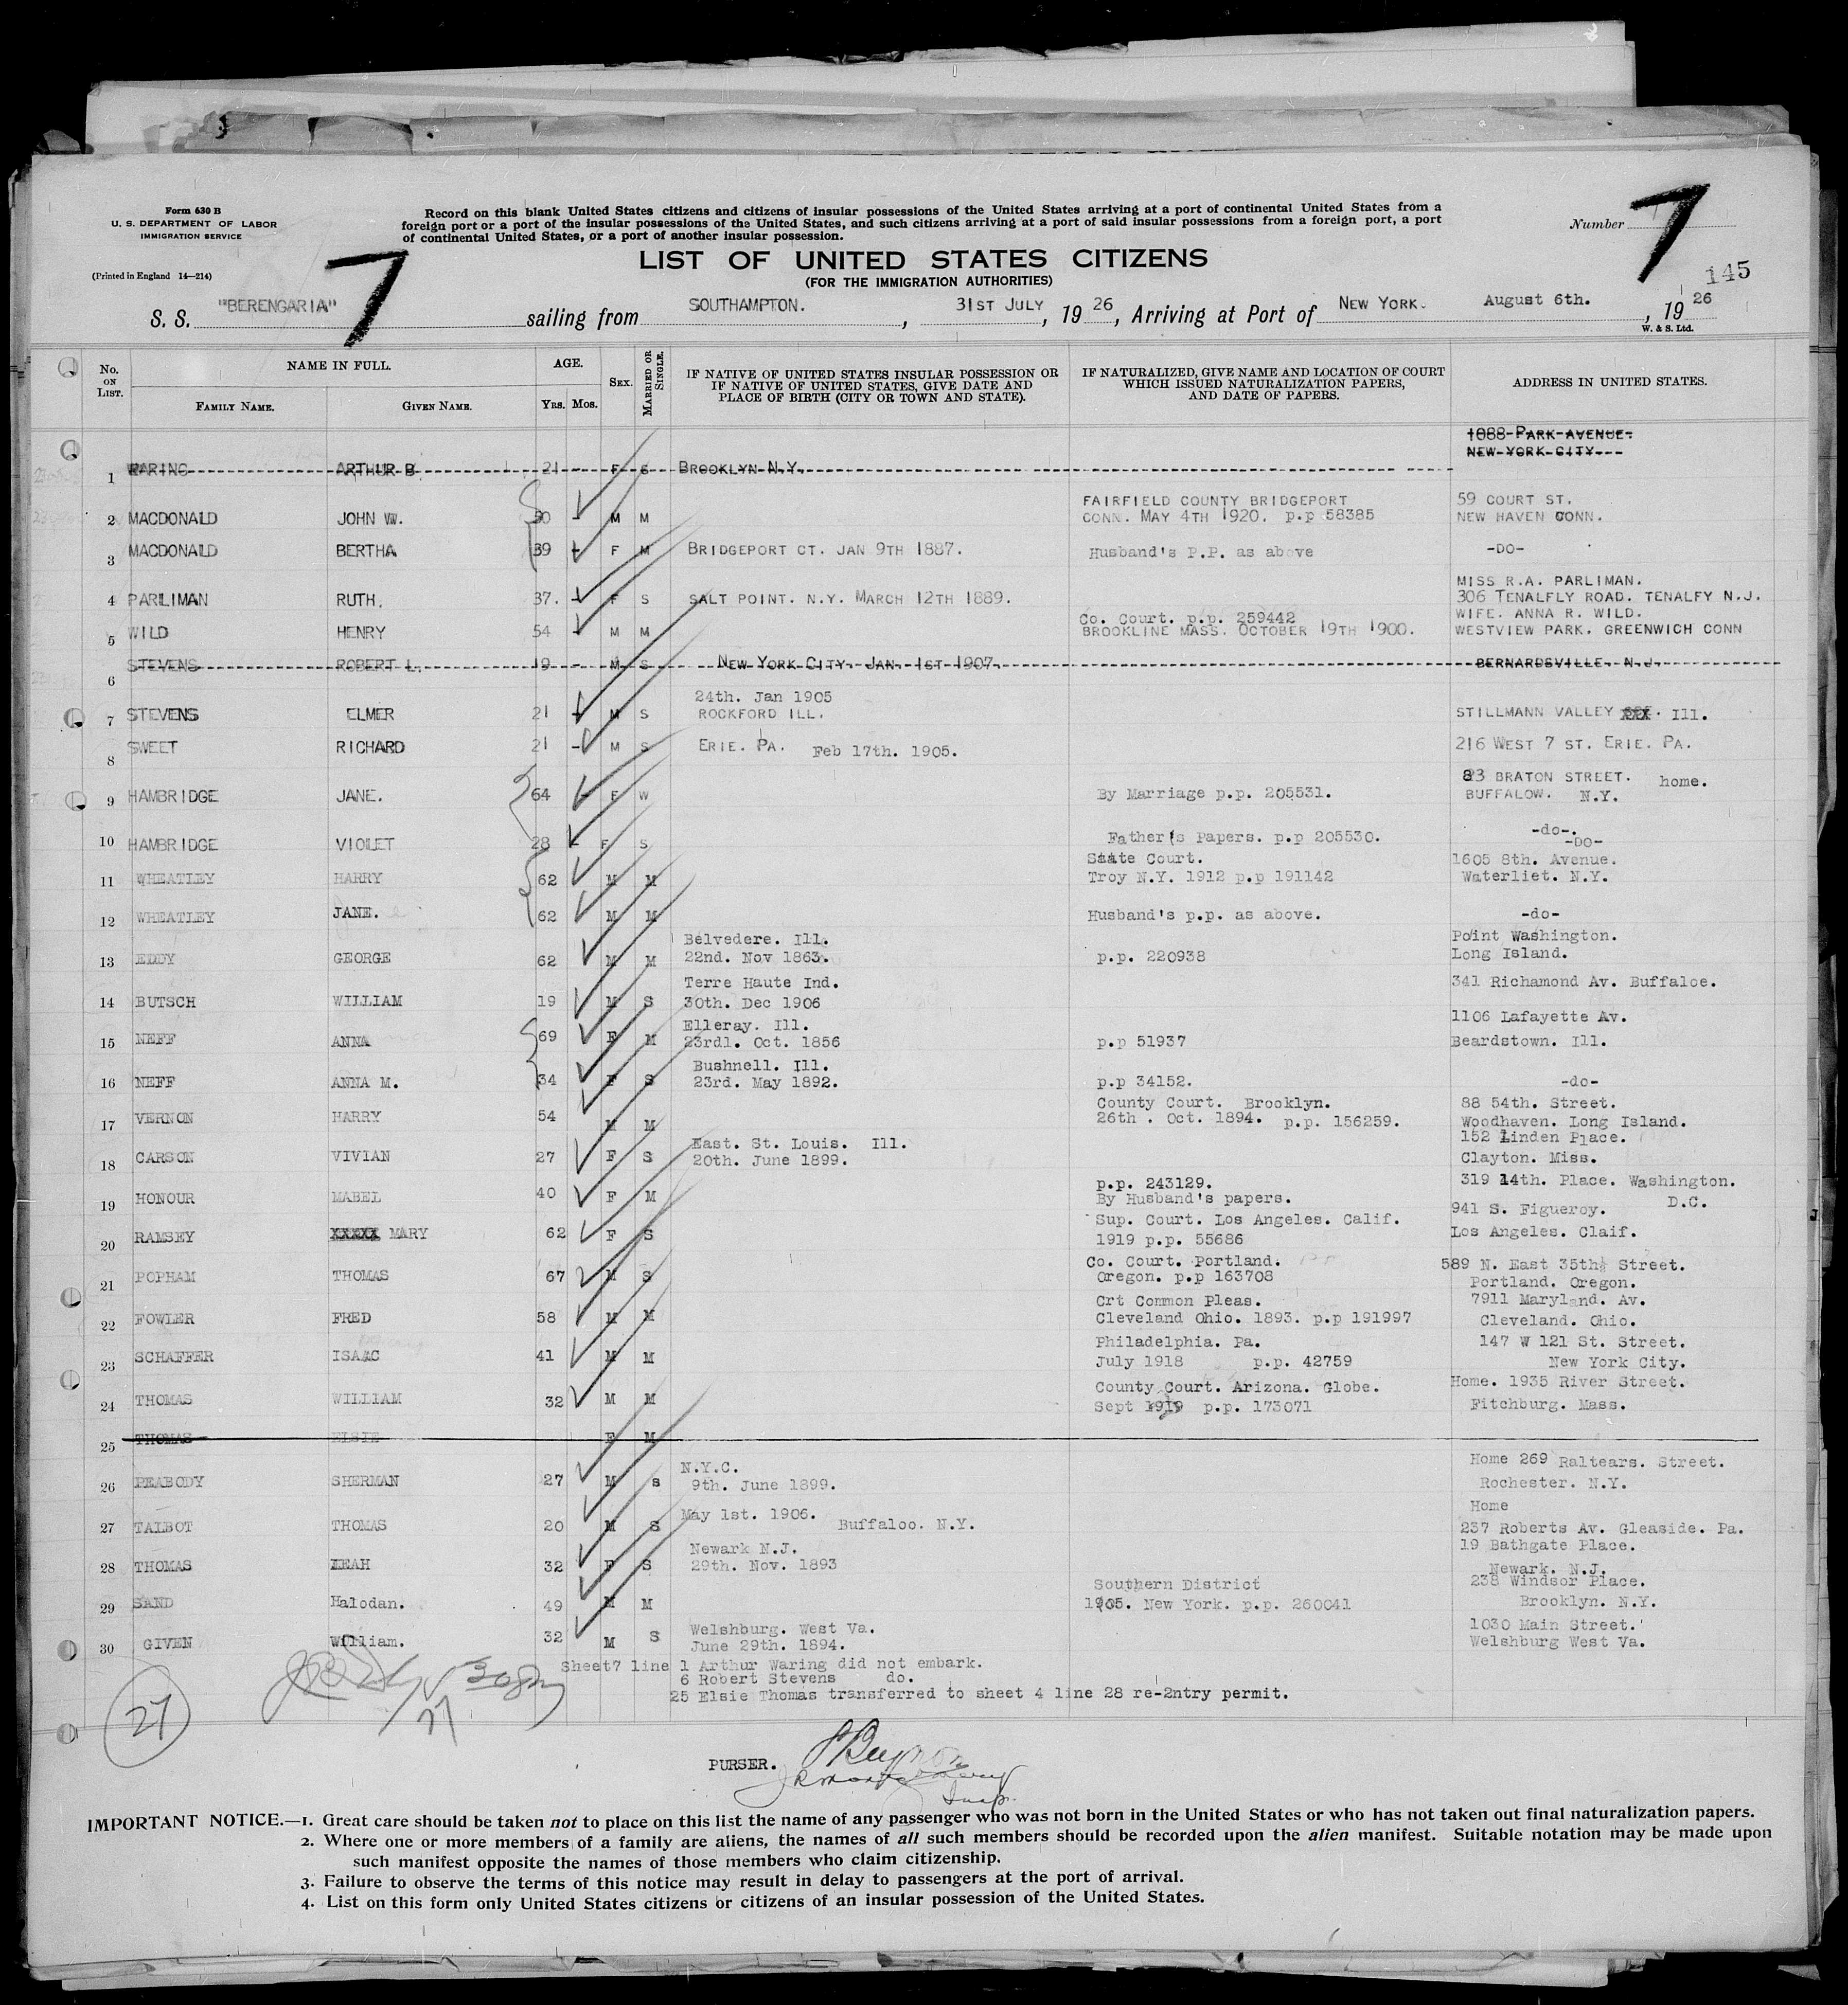 Form 630 B
U. S. DEPARTMENT OF LABOR
IMMIGRATION SERVICE
(Printed in England 14—214)
Record on this blank United States citizens and citizens of insular possessions of the United States arriving at a port of continental United States from a
foreign port or a port of the insular possessions of the United States, and such citizens arriving at a port of said insular possessions from a foreign port, a port
of continental United States, or a port of another insular possession.
Number 7
7
145
LIST OF UNITED STATES CITIZENS
(FOR THE IMMIGRATION AUTHORITIES)
S. S. "BERENGARIA" sailing from SOUTHAMPTON. , 31ST JULY , 19 26 , Arriving at Port of NEW YORK. August 6th. , 19 26
W. & S. Ltd.
No. ON LIST. NAME IN FULL. FAMILY NAME. GIVEN NAME. AGE. YRS. MOS. SEX. MARRIED OR SINGLE.
IF NATIVE OF UNITED STATES INSULAR POSSESSION OR
IF NATIVE OF UNITED STATES, GIVE DATE AND
PLACE OF BIRTH (CITY OR TOWN AND STATE).
IF NATURALIZED, GIVE NAME AND LOCATION OF COURT
WHICH ISSUED NATURALIZATION PAPERS,
AND DATE OF PAPERS.
ADDRESS IN UNITED STATES.
1088 PARK AVENUE.
NEW YORK CITY
1 WARING ARTHUR B. 21 - F S BROOKLYN N.Y.
FAIRFIELD COUNTY BRIDGEPORT 59 COURT ST.
2 MACDONALD JOHN W. 50 - M M CONN. MAY 4TH 1920. p.p 58385 NEW HAVEN CONN.
3 MACDONALD BERTHA 39 - F M BRIDGEPORT CT. JAN 9TH 1887. Husband's P.P. as above -DO-
MISS R.A. PARLIMAN.
4 PARLIMAN RUTH. 37. - F S SALT POINT. N.Y. MARCH 12TH 1889. 306 TENALFLY ROAD. TENALFY N.J.
Co. Court. p.p. 259442 WIFE. ANNA R. WILD.
5 WILD HENRY 54 - M M BROOKLINE MASS. OCTOBER 19TH 1900. WESTVIEW PARK. GREENWICH CONN
6 STEVENS ROBERT L. 19 - M S NEW YORK CITY. JAN. 1ST 1907. BERNARDSVILLE. N.J.
24th. Jan 1905
7 STEVENS ELMER 21 - M S ROCKFORD ILL. STILLMANN VALLEY XXX. Ill.
8 SWEET RICHARD 21 - M S ERIE. PA. Feb 17th. 1905. 216 WEST 7 ST. ERIE. PA.
83 BRATON STREET. home.
9 HAMBRIDGE JANE. 64 - F W By Marriage p.p. 205531. BUFFALOW. N.Y.
-do-.
10 HAMBRIDGE VIOLET 28 - F S Father's Papers. p.p 205530. -DO-
State Court. 1605 8th. Avenue.
11 WHEATLEY HARRY 62 M M Troy N.Y. 1912 p.p 191142 Waterliet. N.Y.
12 WHEATLEY JANE. 62 M M Husband's p.p. as above. -do-
Belvedere. Ill. Point Washington.
13 EDDY GEORGE 62 M M 22nd. Nov 1863. p.p. 220938 Long Island.
Terre Haute Ind. 341 Richamond Av. Buffaloe.
14 BUTSCH WILLIAM 19 M S 30th. Dec 1906
Elleray. Ill. 1106 Lafayette Av.
15 NEFF ANNA 69 F M 23rdl. Oct. 1856 p.p 51937 Beardstown. Ill.
Bushnell. Ill.
16 NEFF ANNA M. 34 F S 23rd. May 1892. p.p 34152. -do-
County Court. Brooklyn. 88 54th. Street.
17 VERNON HARRY 54 M M 26th . Oct. 1894. p.p. 156259. Woodhaven. Long Island.
East. St. Louis. Ill. 152 Linden Place.
18 CARSON VIVIAN 27 F S 20th. June 1899. Clayton. Miss.
p.p. 243129. 319 14th. Place. Washington.
19 HONOUR MABEL 40 F M By Husband's papers. D.C.
Sup. Court. Los Angeles. Calif. 941 S. Figueroy.
20 RAMSEY XXXXX MARY 62 F S 1919 p.p. 55686 Los Angeles. Claif.
Co. Court. Portland. 589 N. East 35th. Street.
21 POPHAM THOMAS 67 M S Oregon. p.p 163708 Portland. Oregon.
Crt Common Pleas. 7911 Maryland. Av.
22 FOWLER FRED 58 M M Cleveland Ohio. 1893. p.p 191997 Cleveland. Ohio.
Philadelphia. Pa. 147 W 121 St. Street.
23 SCHAFFER ISAAC 41 M M July 1918 p.p. 42759 New York City.
County Court. Arizona. Globe. Home. 1935 River Street.
24 THOMAS WILLIAM 32 M M Sept 1919 p.p. 173071 Fitchburg. Mass.
25 THOMAS ELSIE F M
N.Y.C. Home 269 Raltears. Street.
26 PEABODY SHERMAN 27 M s 9th. June 1899. Rochester. N.Y.
May 1st. 1906. Home
27 TALBOT THOMAS 20 M S Buffaloo. N.Y. 237 Roberts Av. Gleaside. Pa.
Newark N.J. 19 Bathgate Place.
28 THOMAS LEAH 32 F S 29th. Nov. 1893 Newark. N.J.
Southern District 238 Windsor Place.
29 SAND Halodan. 49 M M 1905. New York. p.p. 260041 Brooklyn. N.Y.
Welshburg. West Va. 1030 Main Street.
30 GIVEN William. 32 M S June 29th. 1894. Welshburg West Va.
Sheet7 line 1 Arthur Waring did not embark.
6 Robert Stevens do.
25 Elsie Thomas transferred to sheet 4 line 28 re-2ntry permit.
27
PURSER.
Insp.
IMPORTANT NOTICE.—1. Great care should be taken not to place on this list the name of any passenger who was not born in the United States or who has not taken out final naturalization papers.
2. Where one or more members of a family are aliens, the names of all such members should be recorded upon the alien manifest. Suitable notation may be made upon
such manifest opposite the names of those members who claim citizenship.
3. Failure to observe the terms of this notice may result in delay to passengers at the port of arrival.
4. List on this form only United States citizens or citizens of an insular possession of the United States.